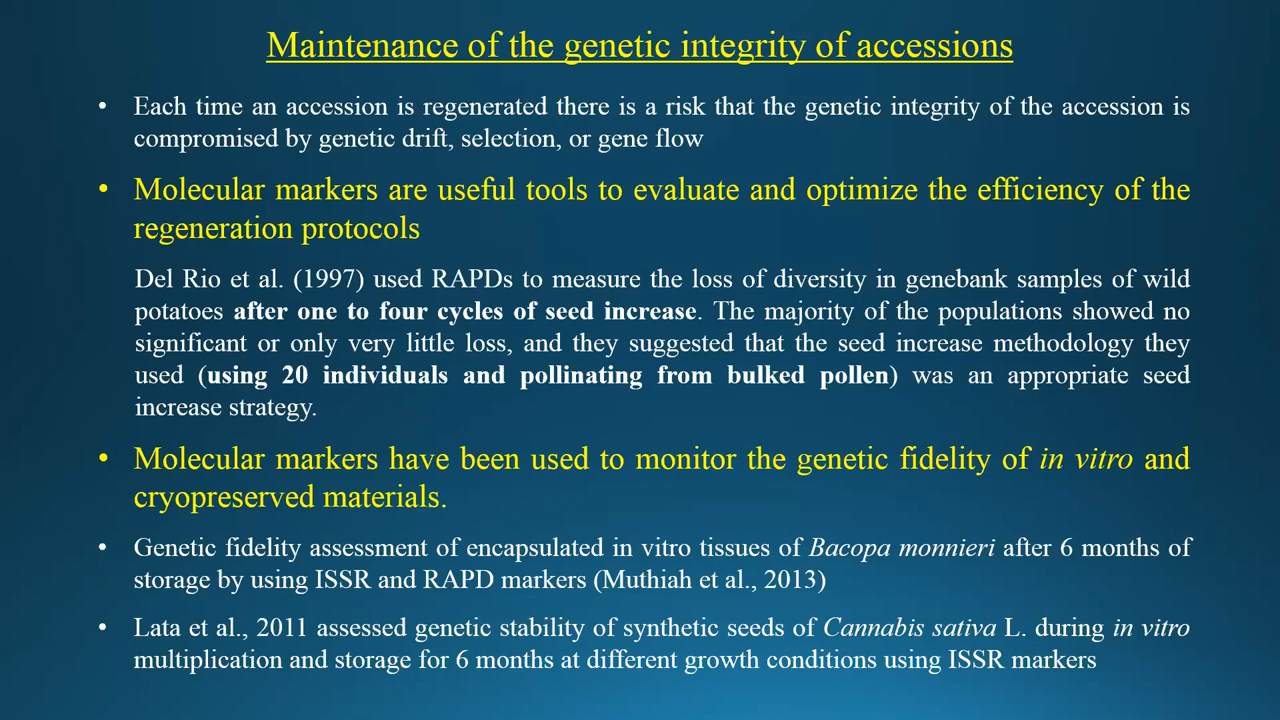 Maintenance of the genetic integrity of accessions
• Each time an accession is regenerated there is a risk that the genetic integrity of the accession is
compromised by genetic drift, selection, or gene flow
• Molecular markers are useful tools to evaluate and optimize the efficiency of the
regeneration protocols
Del Rio et al. (1997) used RAPDs to measure the loss of diversity in genebank samples of wild
potatoes after one to four cycles of seed increase. The majority of the populations showed no
significant or only very little loss, and they suggested that the seed increase methodology they
used (using 20 individuals and pollinating from bulked pollen) was an appropriate seed
increase strategy.
• Molecular markers have been used to monitor the genetic fidelity of in vitro and
cryopreserved materials.
• Genetic fidelity assessment of encapsulated in vitro tissues of Bacopa monnieri after 6 months of
storage by using ISSR and RAPD markers (Muthiah et al., 2013)
• Lata et al., 2011 assessed genetic stability of synthetic seeds of Cannabis sativa L. during in vitro
multiplication and storage for 6 months at different growth conditions using ISSR markers